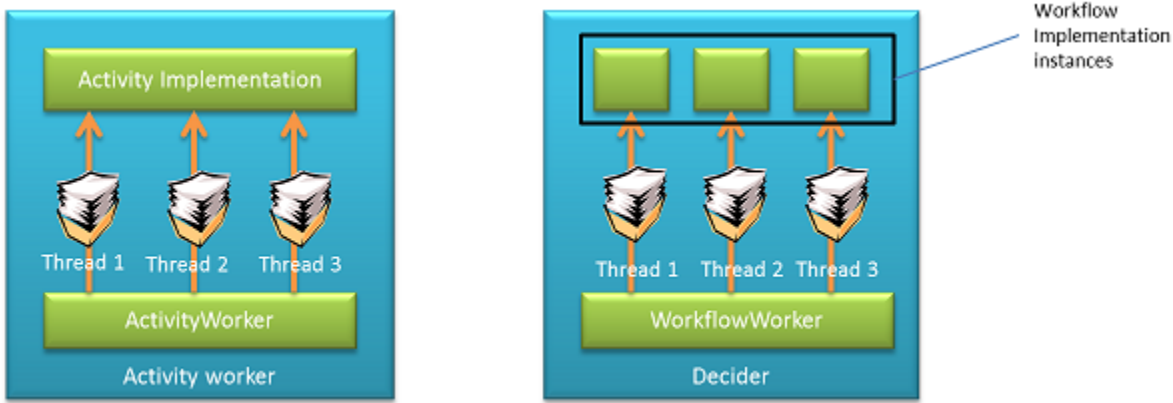 Activity Implementation
Thread 1
Thread 2
Thread 3
ActivityWorker
Activity worker
Workflow
Implementation
instances
Thread 1
Thread 2
Thread 3
WorkflowWorker
Decider